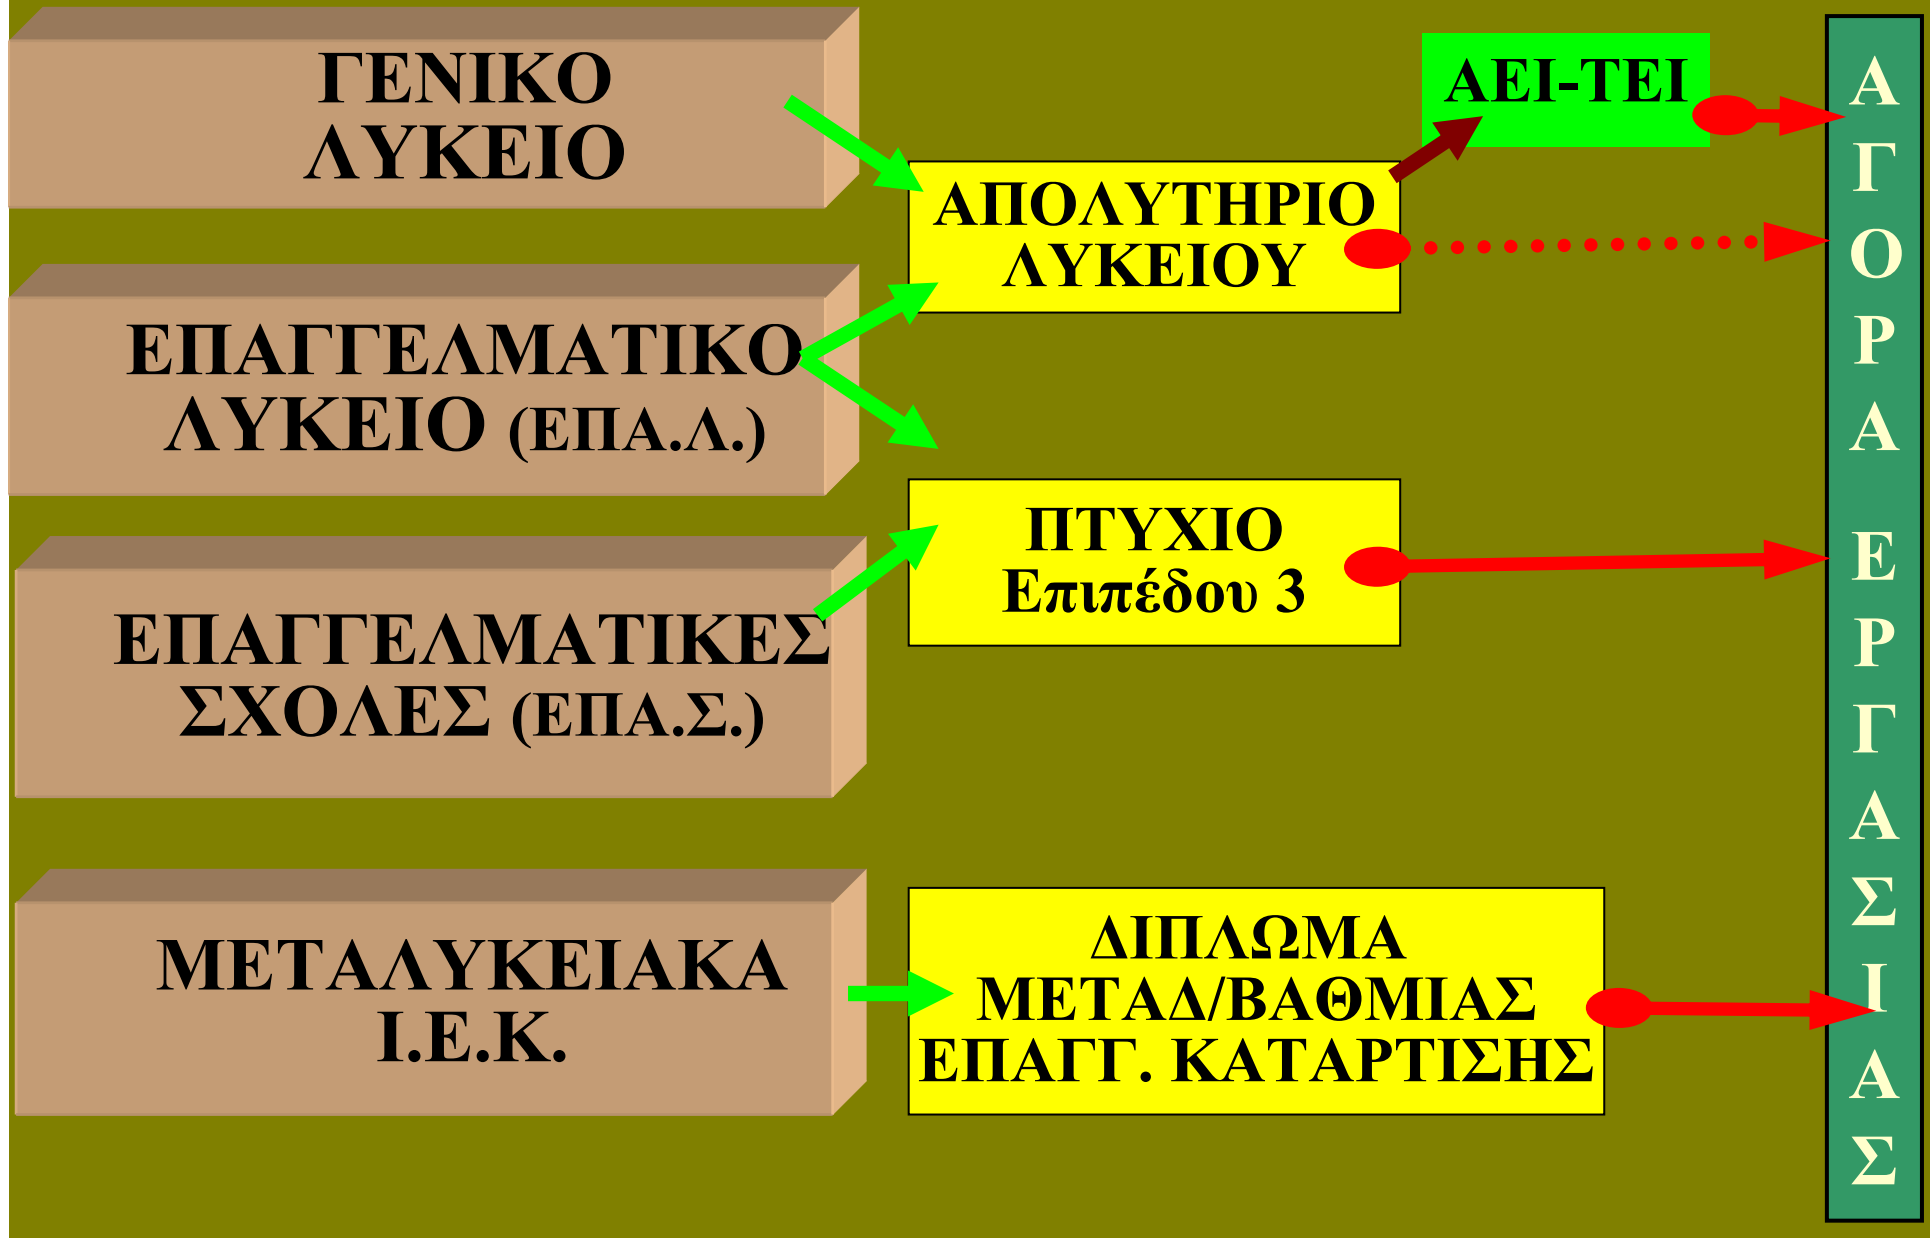 ΓΕΝΙΚΟ
ΛΥΚΕΙΟ
ΕΠΑΓΓΕΛΜΑΤΙΚΟ
ΛΥΚΕΙΟ (ΕΠΑ.Λ.)
ΕΠΑΓΓΕΛΜΑΤΙΚΕΣ
ΣΧΟΛΕΣ (ΕΠΑ.Σ.)
ΜΕΤΑΛΥΚΕΙΑΚΑ
Ι.Ε.Κ.
ΑΠΟΛΥΤΗΡΙΟ
ΛΥΚΕΙΟΥ
ΠΤΥΧΙΟ
Επιπέδου 3
ΔΙΠΛΩΜΑ
ΜΕΤΑΔ/ΒΑΘΜΙΑΣ
ΕΠΑΓΓ. ΚΑΤΑΡΤΙΣΗΣ
ΑΕΙ-ΤΕΙ
ΑΓΟΡΑ ΕΡΓΑΣΙΑΣ